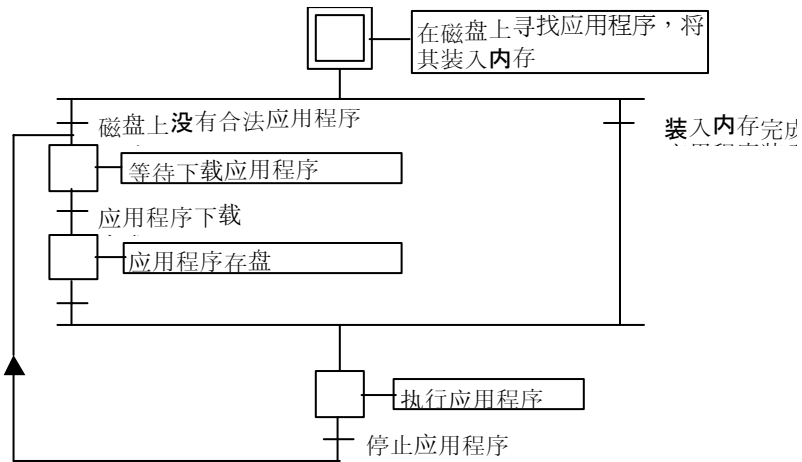 在磁盘上寻找应用程序，将
其装入内存
磁盘上没有合法应用程序
装入内存完成
等待下载应用程序
应用程序下载
应用程序存盘
执行应用程序
停止应用程序